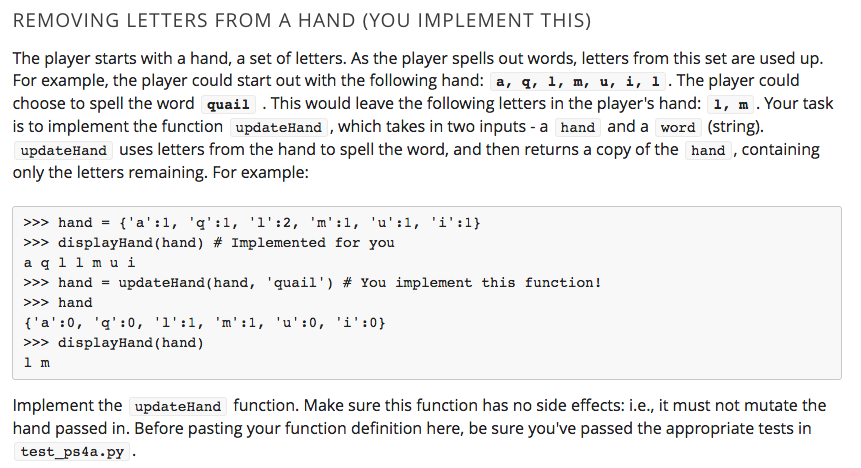 REMOVING LETTERS FROM A HAND (YOU IMPLEMENT THIS)
The player starts with a hand, a set of letters. As the player spells out words, letters from this set are used up.
For example, the player could start out with the following hand: a, q, l, m, u, i, l . The player could
choose to spell the word quail . This would leave the following letters in the player's hand: l, m . Your task
is to implement the function updateHand , which takes in two inputs - a hand and a word (string).
updateHand uses letters from the hand to spell the word, and then returns a copy of the hand , containing
only the letters remaining. For example:
>>> hand = {'a':1, 'q':1, 'l':2, 'm':1, 'u':1, 'i':1}
>>> displayHand(hand) # Implemented for you
a q l l m u i
>>> hand = updateHand(hand, 'quail') # You implement this function!
>>> hand
{'a':0, 'q':0, 'l':1, 'm':1, 'u':0, 'i':0}
>>> displayHand(hand)
l m
Implement the updateHand function. Make sure this function has no side effects: i.e., it must not mutate the
hand passed in. Before pasting your function definition here, be sure you've passed the appropriate tests in
test_ps4a.py .